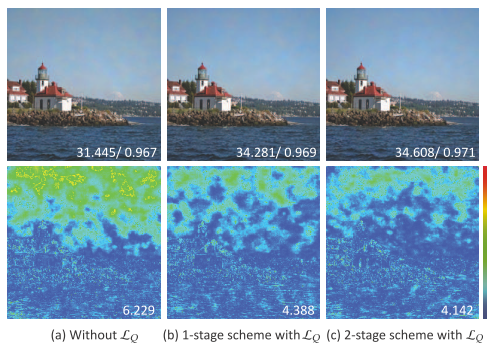 31.445/ 0.967
34.281/ 0.969
34.608/ 0.971
6.229
4.388
4.142
(a) Without ℒ_Q
(b) 1-stage scheme with ℒ_Q
(c) 2-stage scheme with ℒ_Q